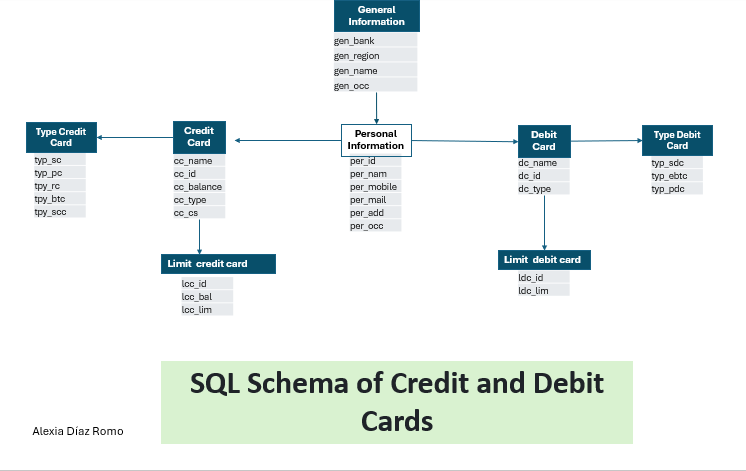 General
Information
gen_bank
gen_region
gen_name
gen_occ
Type Credit
Card
typ_sc
typ_pc
tpy_rc
tpy_btc
tpy_scc
Credit
Card
cc_name
cc_id
cc_balance
cc_type
cc_cs
Personal
Information
per_id
per_nam
per_mobile
per_mail
per_add
per_occ
Debit
Card
dc_name
dc_id
dc_type
Type Debit
Card
typ_sdc
typ_ebtc
typ_pdc
Limit credit card
lcc_id
lcc_bal
lcc_lim
Limit debit card
ldc_id
ldc_lim
SQL Schema of Credit and Debit
Cards
Alexia Díaz Romo